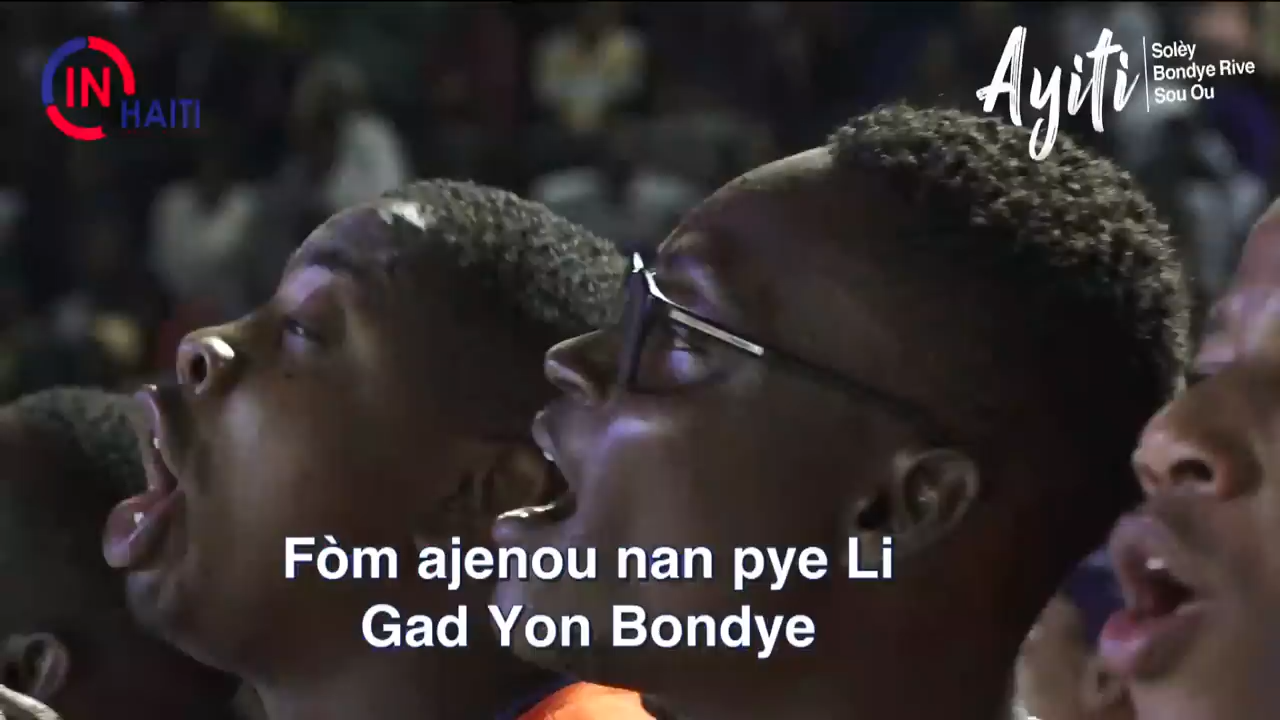 IN
HAITI
Ayiti
Solèy
Bondye Rive
Sou Ou
Fòm ajenou nan pye Li
Gad Yon Bondye